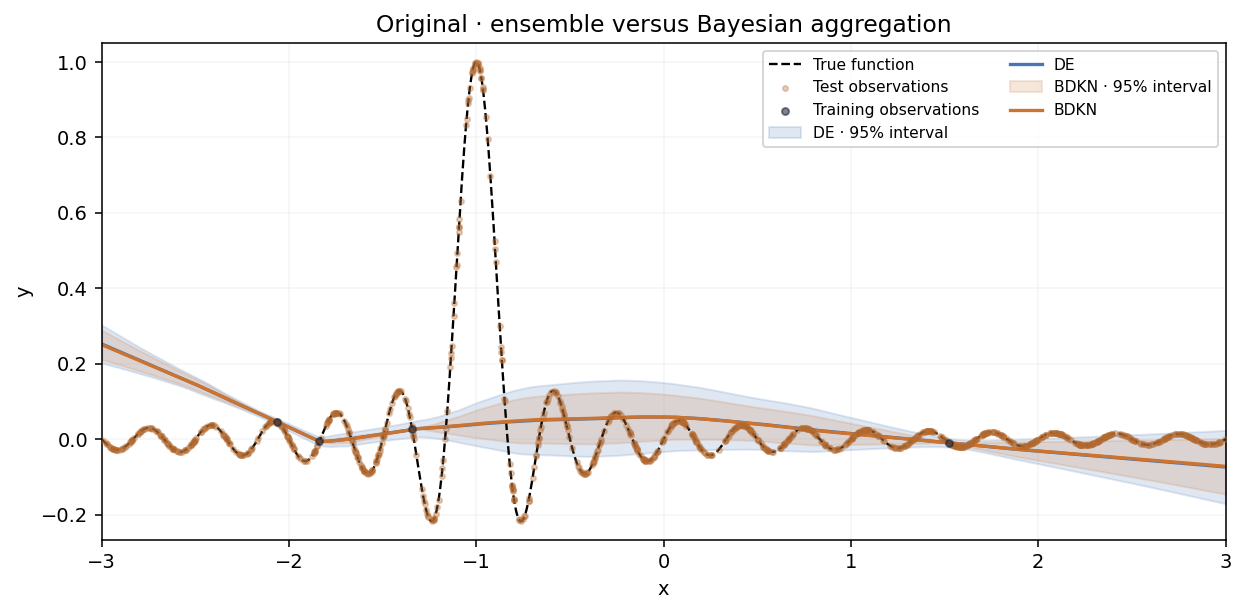 Original · ensemble versus Bayesian aggregation
True function
Test observations
Training observations
DE · 95% interval
DE
BDKN · 95% interval
BDKN
y
1.0
0.8
0.6
0.4
0.2
0.0
−0.2
−3
−2
−1
0
1
2
3
x